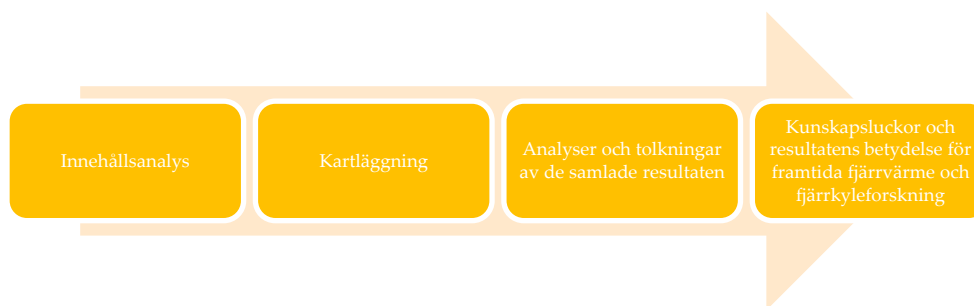 Innehållsanalys
Kartläggning
Analyser och tolkningar
av de samlade resultaten
Kunskapsluckor och
resultatens betydelse för
framtida fjärrvärme och
fjärrkyleforskning